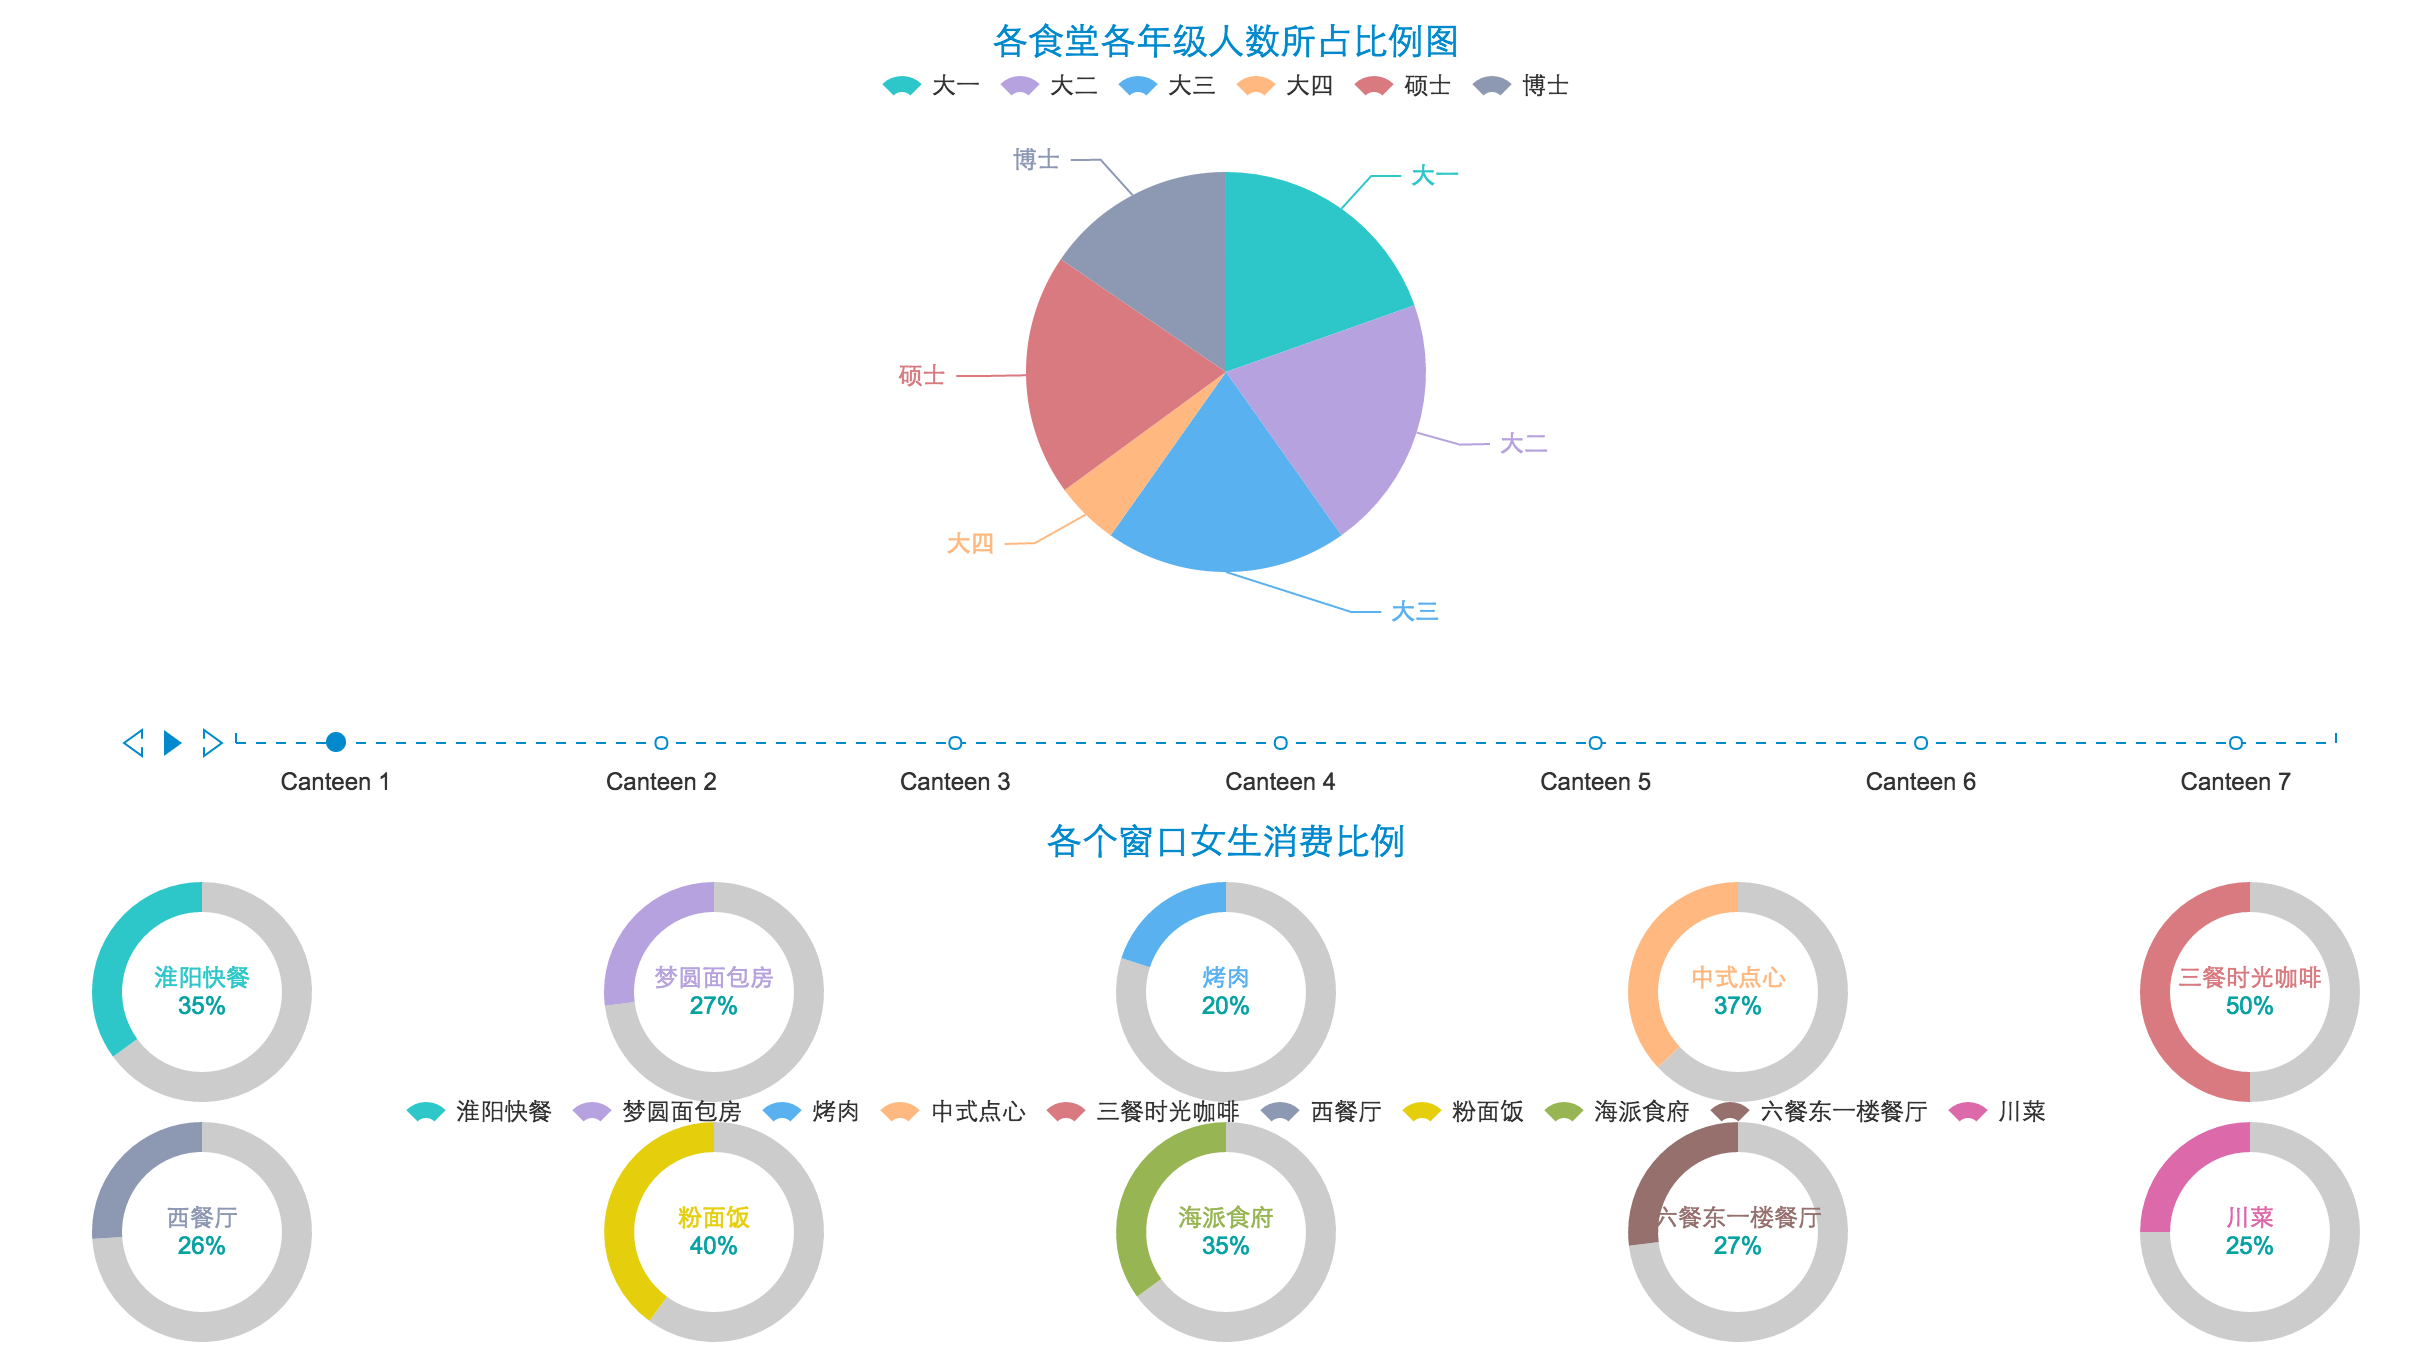 各食堂各年级人数所占比例图
大一 大二 大三 大四 硕士 博士
博士
大一
硕士
大二
大四
大三
Canteen 1 Canteen 2 Canteen 3 Canteen 4 Canteen 5 Canteen 6 Canteen 7
各个窗口女生消费比例
淮阳快餐
35%
梦圆面包房
27%
烤肉
20%
中式点心
37%
三餐时光咖啡
50%
淮阳快餐 梦圆面包房 烤肉 中式点心 三餐时光咖啡 西餐厅 粉面饭 海派食府 六餐东一楼餐厅 川菜
西餐厅
26%
粉面饭
40%
海派食府
35%
六餐东一楼餐厅
27%
川菜
25%